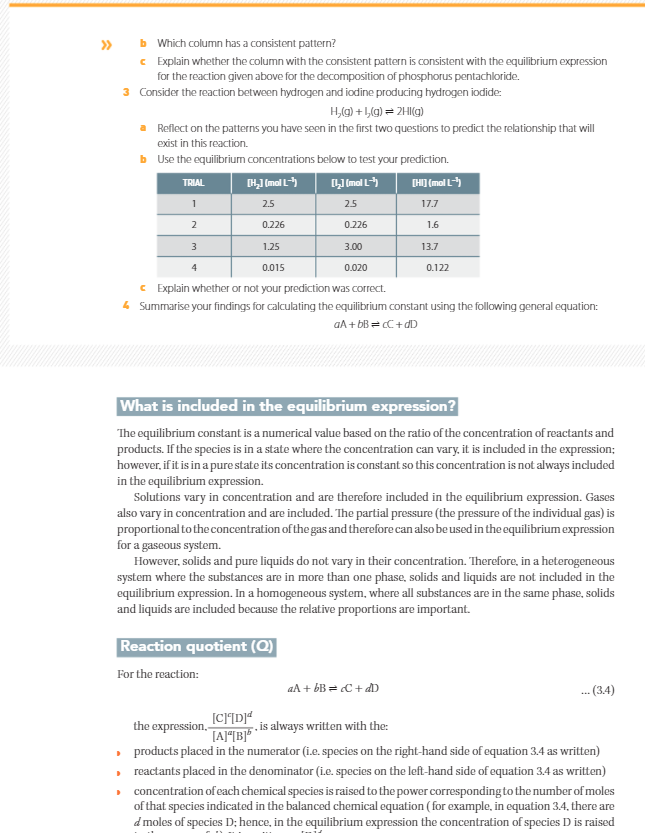 » b Which column has a consistent pattern?
c Explain whether the column with the consistent pattern is consistent with the equilibrium expression
for the reaction given above for the decomposition of phosphorus pentachloride.
3 Consider the reaction between hydrogen and iodine producing hydrogen iodide:
H₂(g) + I₂(g) ⇌ 2HI(g)
a Reflect on the patterns you have seen in the first two questions to predict the relationship that will
exist in this reaction.
b Use the equilibrium concentrations below to test your prediction.
TRIAL [H₂] (mol L⁻¹) [I₂] (mol L⁻¹) [HI] (mol L⁻¹)
1 2.5 2.5 17.7
2 0.226 0.226 1.6
3 1.25 3.00 13.7
4 0.015 0.020 0.122
c Explain whether or not your prediction was correct.
4 Summarise your findings for calculating the equilibrium constant using the following general equation:
aA + bB ⇌ cC + dD
What is included in the equilibrium expression?
The equilibrium constant is a numerical value based on the ratio of the concentration of reactants and
products. If the species is in a state where the concentration can vary, it is included in the expression;
however, if it is in a pure state its concentration is constant so this concentration is not always included
in the equilibrium expression.
Solutions vary in concentration and are therefore included in the equilibrium expression. Gases
also vary in concentration and are included. The partial pressure (the pressure of the individual gas) is
proportional to the concentration of the gas and therefore can also be used in the equilibrium expression
for a gaseous system.
However, solids and pure liquids do not vary in their concentration. Therefore, in a heterogeneous
system where the substances are in more than one phase, solids and liquids are not included in the
equilibrium expression. In a homogeneous system, where all substances are in the same phase, solids
and liquids are included because the relative proportions are important.
Reaction quotient (Q)
For the reaction:
aA + bB ⇌ cC + dD ... (3.4)
the expression, [C]ᶜ[D]ᵈ / [A]ᵃ[B]ᵇ, is always written with the:
products placed in the numerator (i.e. species on the right-hand side of equation 3.4 as written)
reactants placed in the denominator (i.e. species on the left-hand side of equation 3.4 as written)
concentration of each chemical species is raised to the power corresponding to the number of moles
of that species indicated in the balanced chemical equation (for example, in equation 3.4, there are
d moles of species D; hence, in the equilibrium expression the concentration of species D is raised